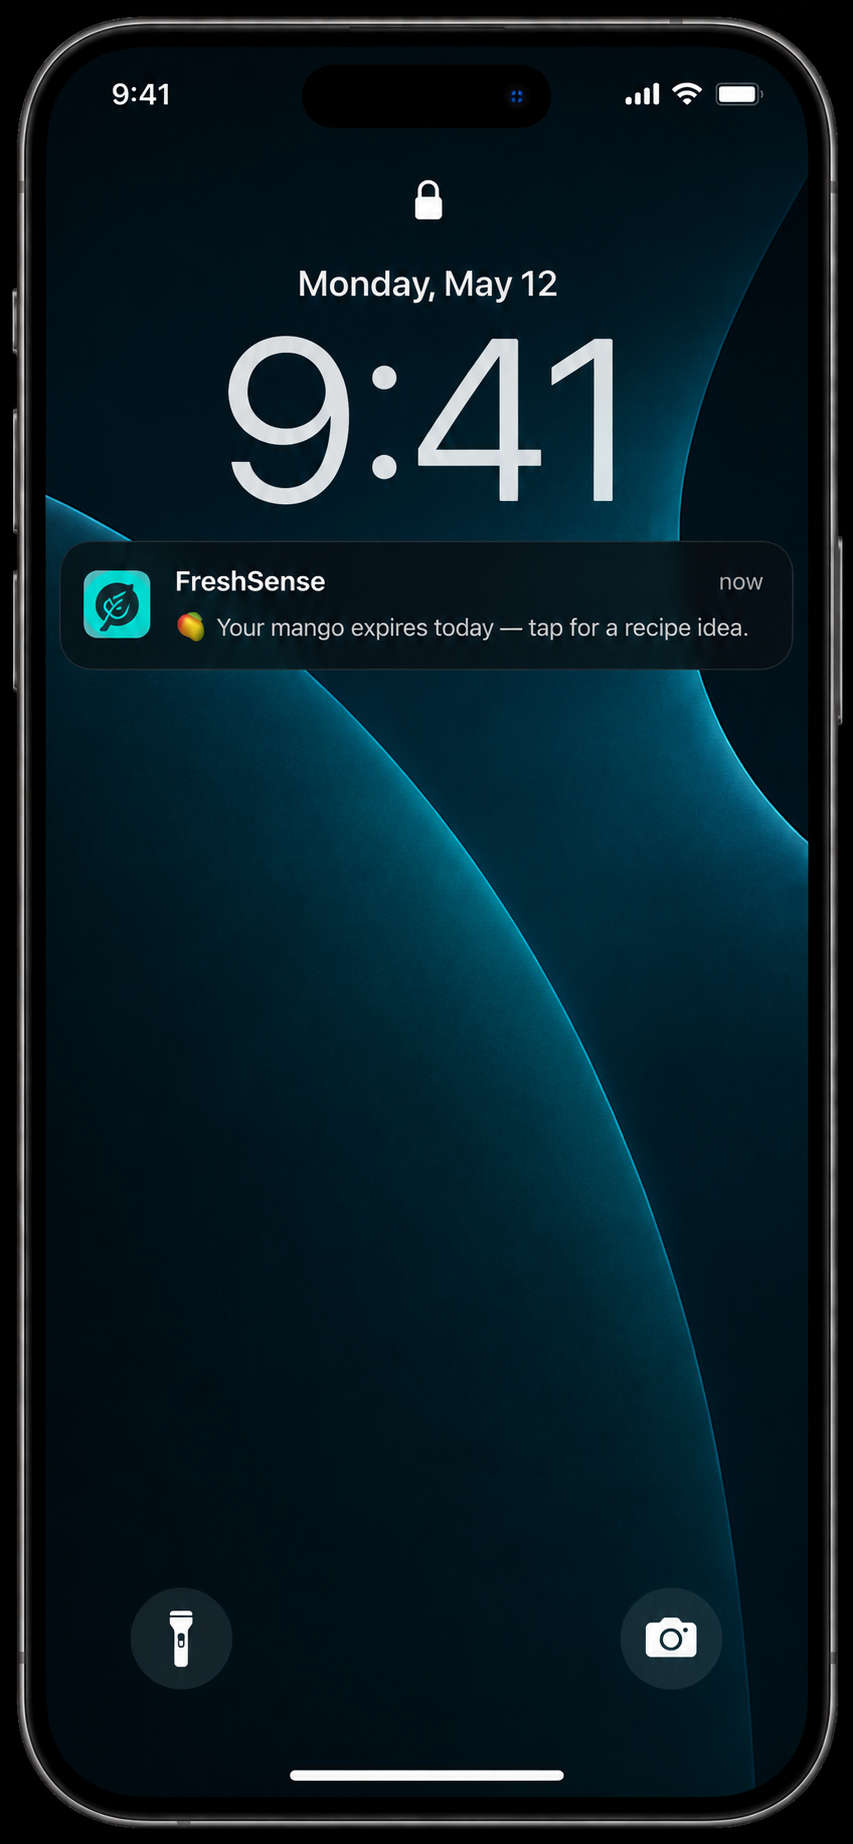 9:41
Monday, May 12
9:41
FreshSense now
🥭 Your mango expires today — tap for a recipe idea.